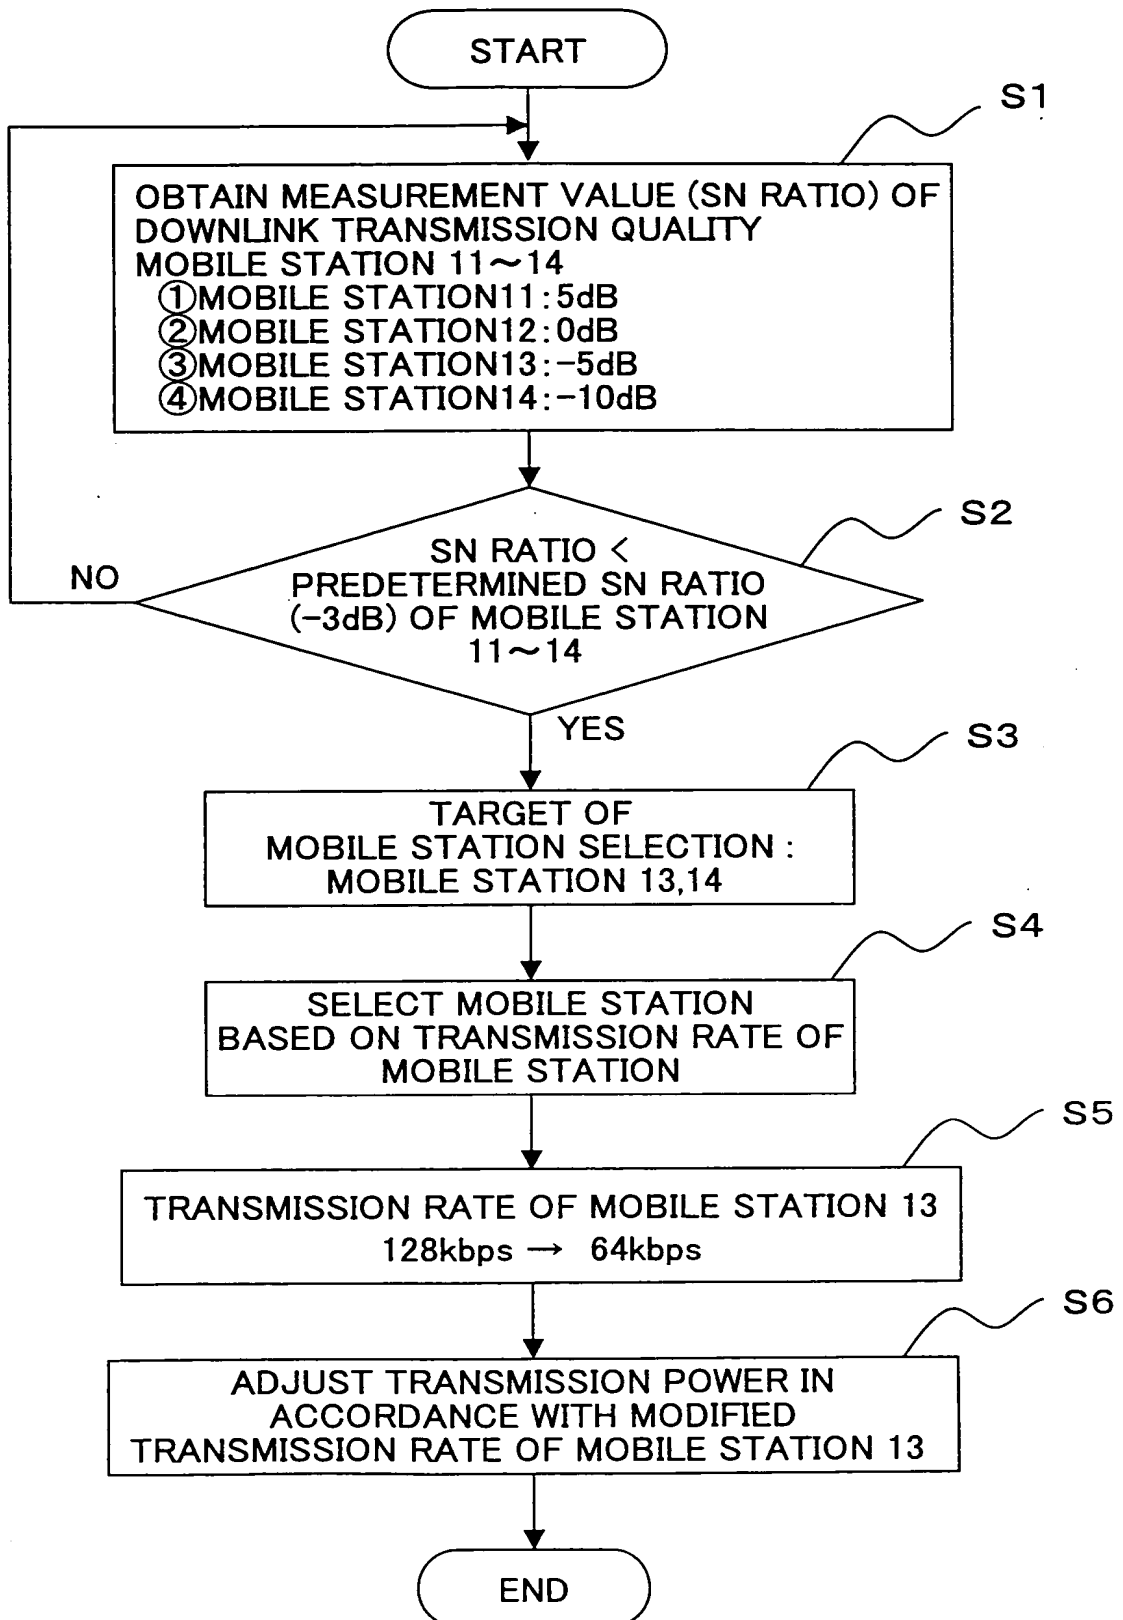 START
S1
OBTAIN MEASUREMENT VALUE (SN RATIO) OF
DOWNLINK TRANSMISSION QUALITY
MOBILE STATION 11~14
①MOBILE STATION11:5dB
②MOBILE STATION12:0dB
③MOBILE STATION13:-5dB
④MOBILE STATION14:-10dB
S2
SN RATIO <
PREDETERMINED SN RATIO
(-3dB) OF MOBILE STATION
11~14
NO
YES
S3
TARGET OF
MOBILE STATION SELECTION :
MOBILE STATION 13,14
S4
SELECT MOBILE STATION
BASED ON TRANSMISSION RATE OF
MOBILE STATION
S5
TRANSMISSION RATE OF MOBILE STATION 13
128kbps → 64kbps
S6
ADJUST TRANSMISSION POWER IN
ACCORDANCE WITH MODIFIED
TRANSMISSION RATE OF MOBILE STATION 13
END